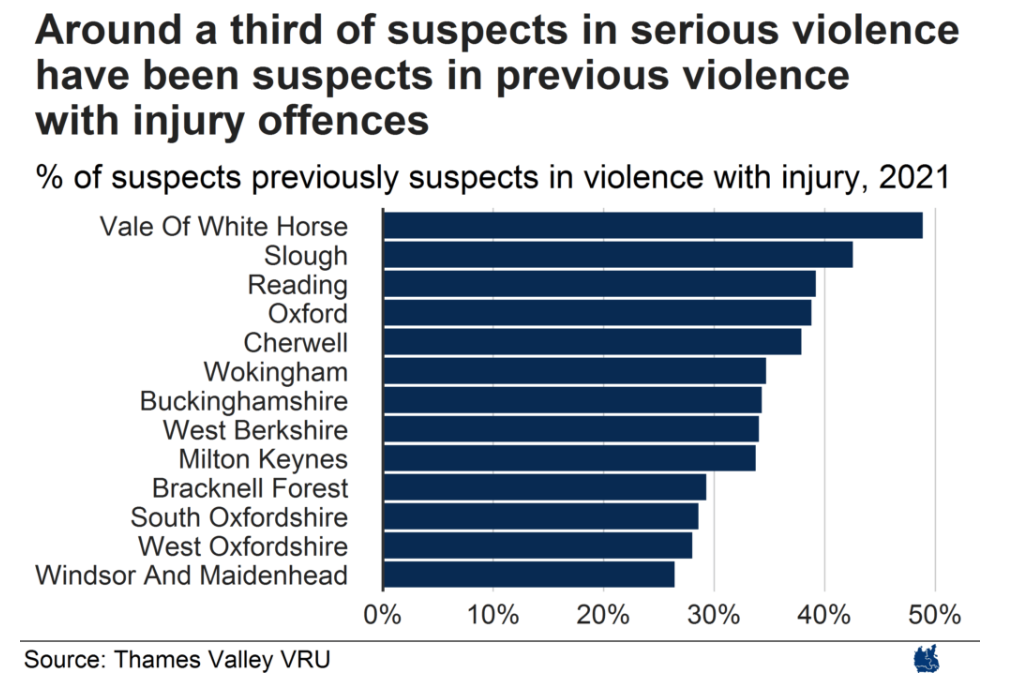 Around a third of suspects in serious violence
have been suspects in previous violence
with injury offences
% of suspects previously suspects in violence with injury, 2021
Vale Of White Horse
Slough
Reading
Oxford
Cherwell
Wokingham
Buckinghamshire
West Berkshire
Milton Keynes
Bracknell Forest
South Oxfordshire
West Oxfordshire
Windsor And Maidenhead
0% 10% 20% 30% 40% 50%
Source: Thames Valley VRU